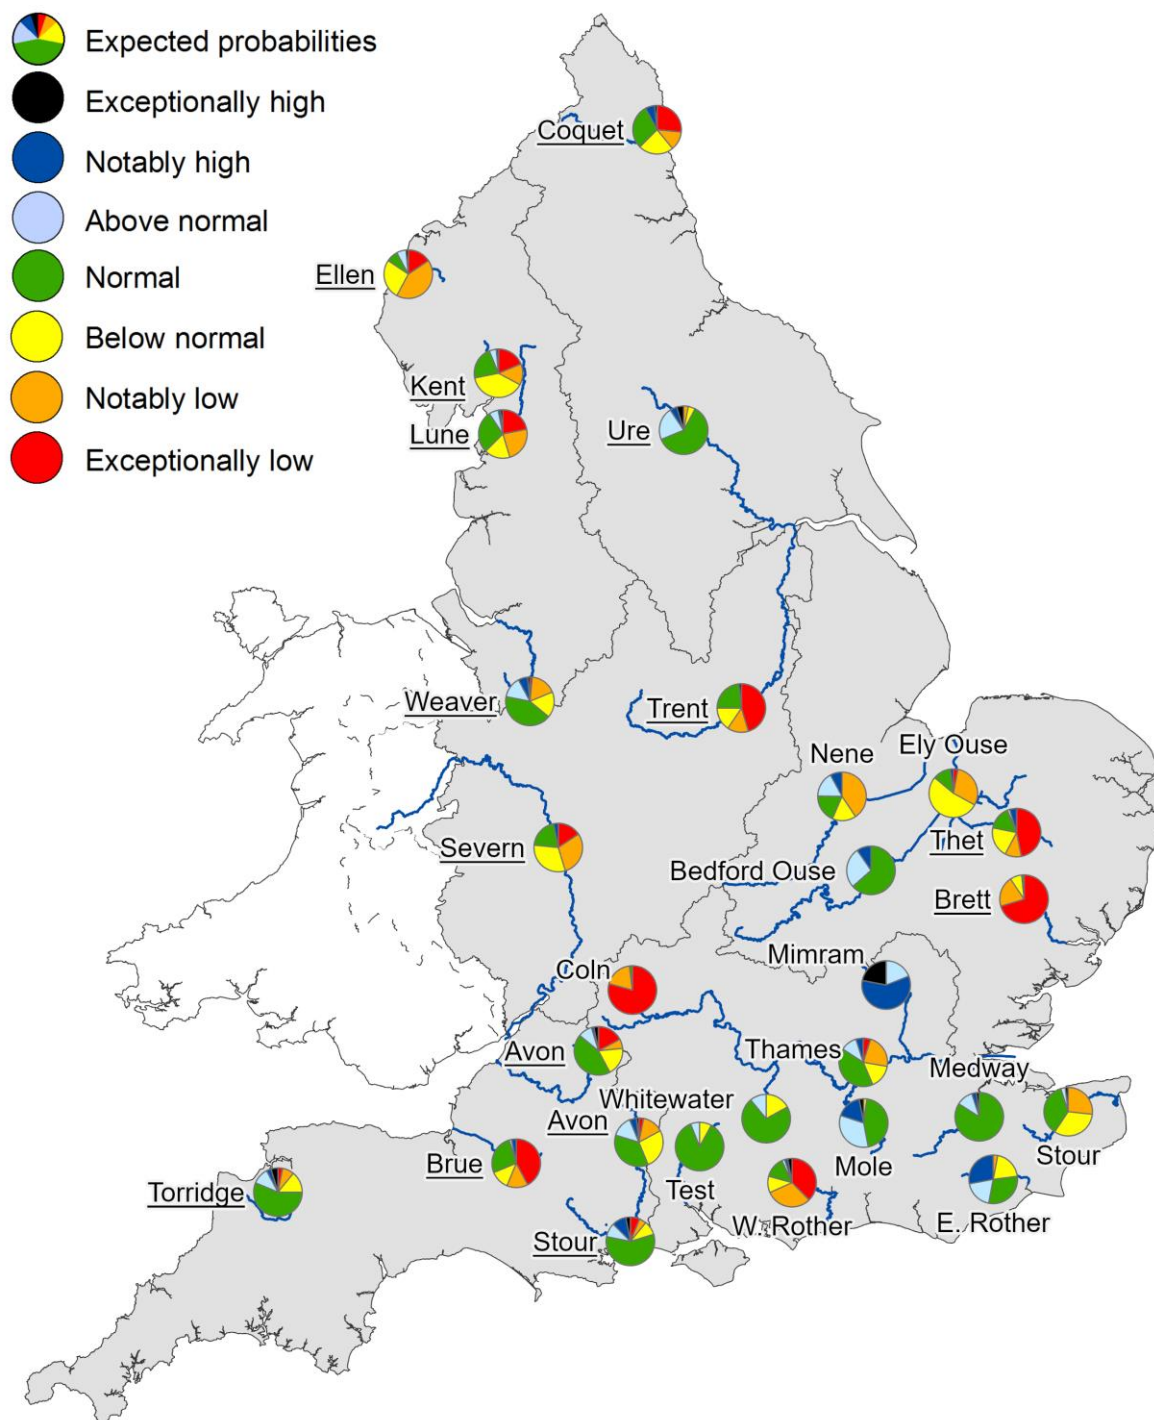 Expected probabilities
Exceptionally high
Notably high
Above normal
Normal
Below normal
Notably low
Exceptionally low
Coquet
Ellen
Kent
Lune
Ure
Weaver
Trent
Nene
Ely Ouse
Severn
Thet
Bedford Ouse
Brett
Mimram
Coln
Avon
Thames
Medway
Whitewater
Avon
Stour
Brue
Mole
Test
Torridge
W. Rother
E. Rother
Stour